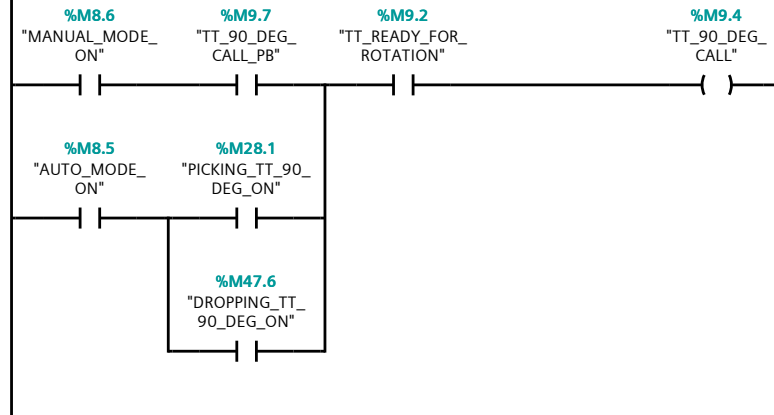 %M8.6 %M9.7 %M9.2 %M9.4
"MANUAL_MODE_ "TT_90_DEG_ "TT_READY_FOR_ "TT_90_DEG_
ON" CALL_PB" ROTATION" CALL"
%M8.5 %M28.1
"AUTO_MODE_ "PICKING_TT_90_
ON" DEG_ON"
%M47.6
"DROPPING_TT_
90_DEG_ON"